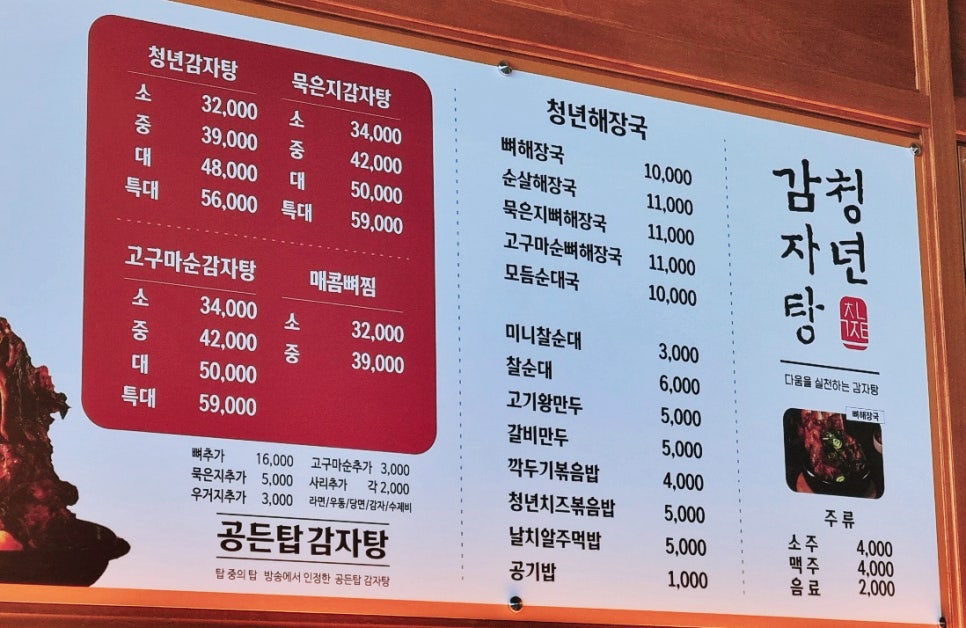 청년감자탕
소 32,000
중 39,000
대 48,000
특대 56,000
묵은지감자탕
소 34,000
중 42,000
대 50,000
특대 59,000
고구마순감자탕
소 34,000
중 42,000
대 50,000
특대 59,000
매콤뼈찜
소 32,000
중 39,000
뼈추가 16,000
묵은지추가 5,000
우거지추가 3,000
고구마순추가 3,000
사리추가 각 2,000
라면/우동/당면/감자/수제비
공든탑 감자탕
탑 중의 탑 방송에서 인정한 공든탑 감자탕
청년해장국
뼈해장국 10,000
순살해장국 11,000
묵은지뼈해장국 11,000
고구마순뼈해장국 11,000
모듬순대국 10,000
미니찰순대 3,000
찰순대 6,000
고기왕만두 5,000
갈비만두 5,000
깍두기볶음밥 4,000
청년치즈볶음밥 5,000
날치알주먹밥 5,000
공기밥 1,000
청년
감자탕
다움을 실천하는 감자탕
뼈해장국
주류
소주 4,000
맥주 4,000
음료 2,000